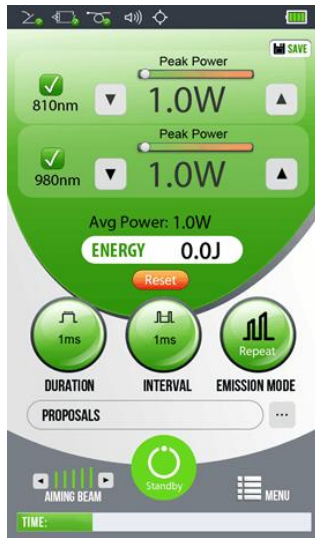 SAVE
Peak Power
810nm
1.0W
Peak Power
980nm
1.0W
Avg Power: 1.0W
ENERGY 0.0J
Reset
1ms
1ms
Repeat
DURATION INTERVAL EMISSION MODE
PROPOSALS
...
Standby
AIMING BEAM
MENU
TIME: